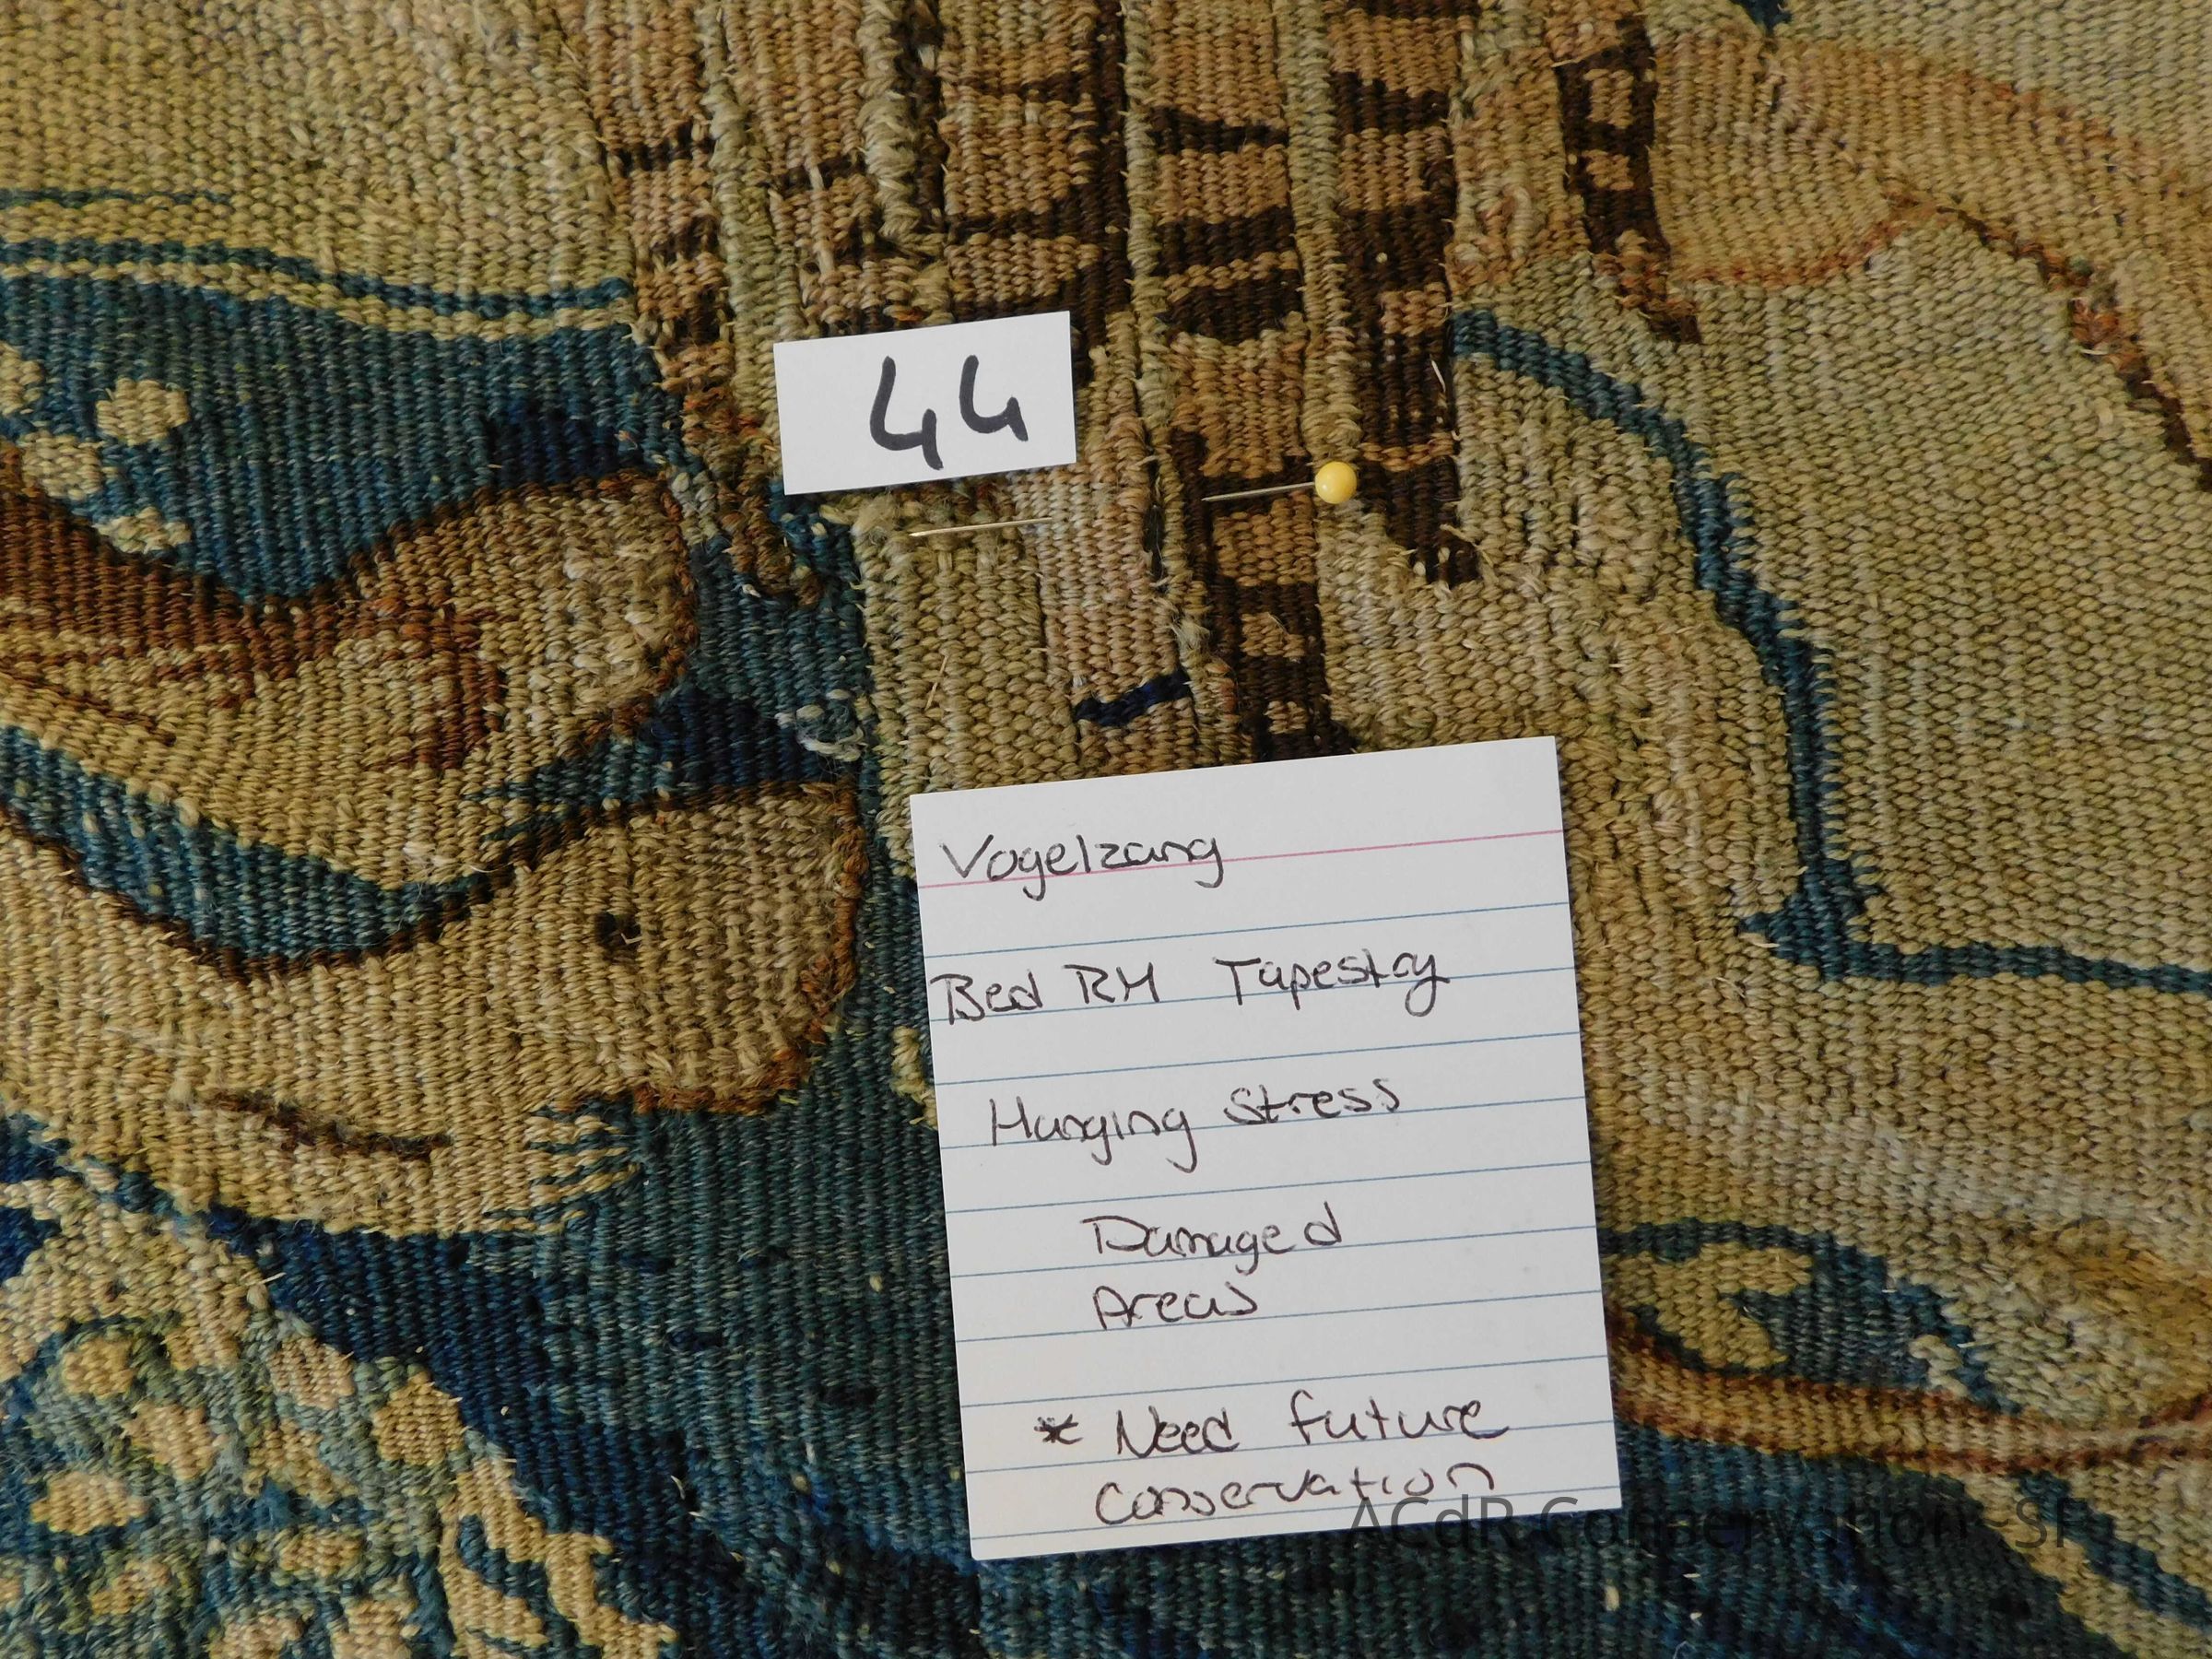 44
Vogelzang
Bed RM Tapestry
Hanging Stress
Damaged
Areas
* Need future
Conservation
ACdR Conservation SF